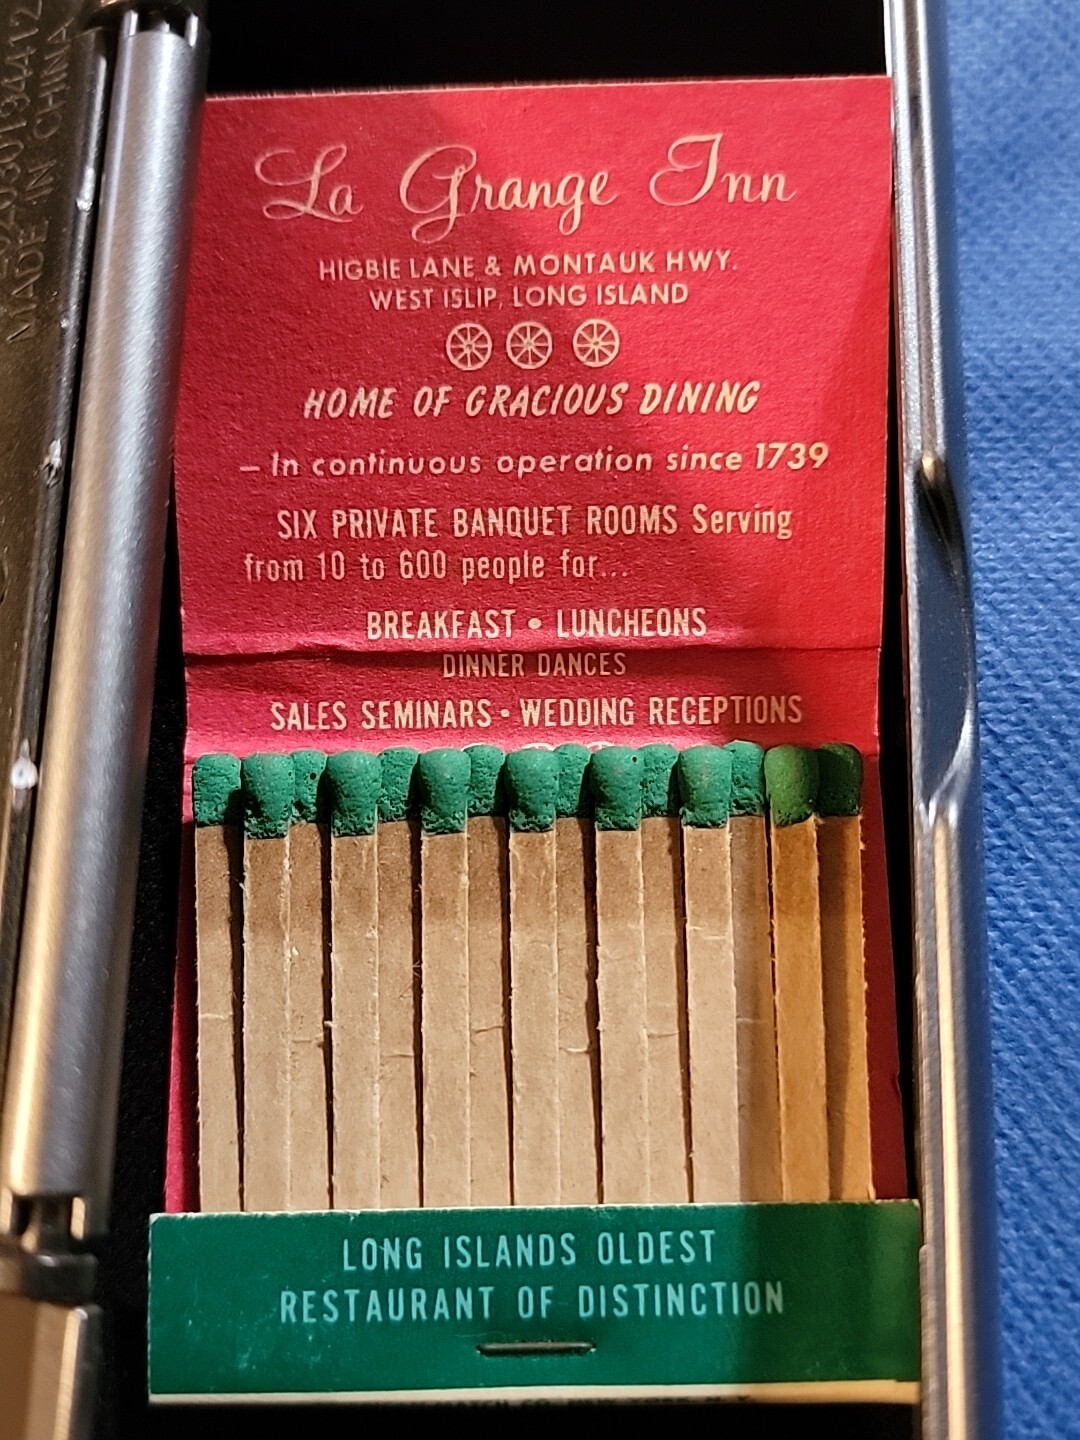 MADE IN CHINA
La Grange Inn
HIGBIE LANE & MONTAUK HWY.
WEST ISLIP, LONG ISLAND
HOME OF GRACIOUS DINING
– In continuous operation since 1739
SIX PRIVATE BANQUET ROOMS Serving
from 10 to 600 people for...
BREAKFAST • LUNCHEONS
DINNER DANCES
SALES SEMINARS • WEDDING RECEPTIONS
LONG ISLANDS OLDEST
RESTAURANT OF DISTINCTION